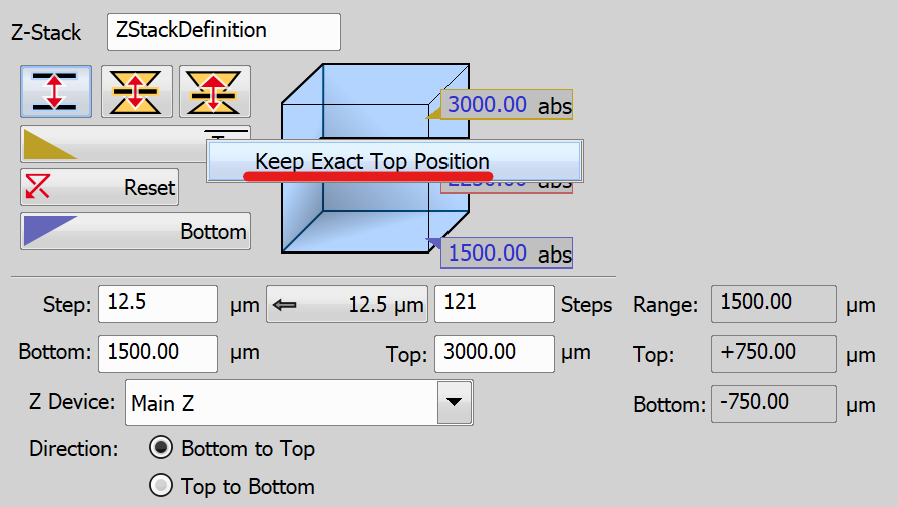 Z-Stack
ZStackDefinition
3000.00 abs
Keep Exact Top Position
abs
Reset
Bottom
1500.00 abs
Step: 12.5 µm 12.5 µm 121 Steps Range: 1500.00 µm
Bottom: 1500.00 µm Top: 3000.00 µm Top: +750.00 µm
Z Device: Main Z Bottom: -750.00 µm
Direction: Bottom to Top
Top to Bottom